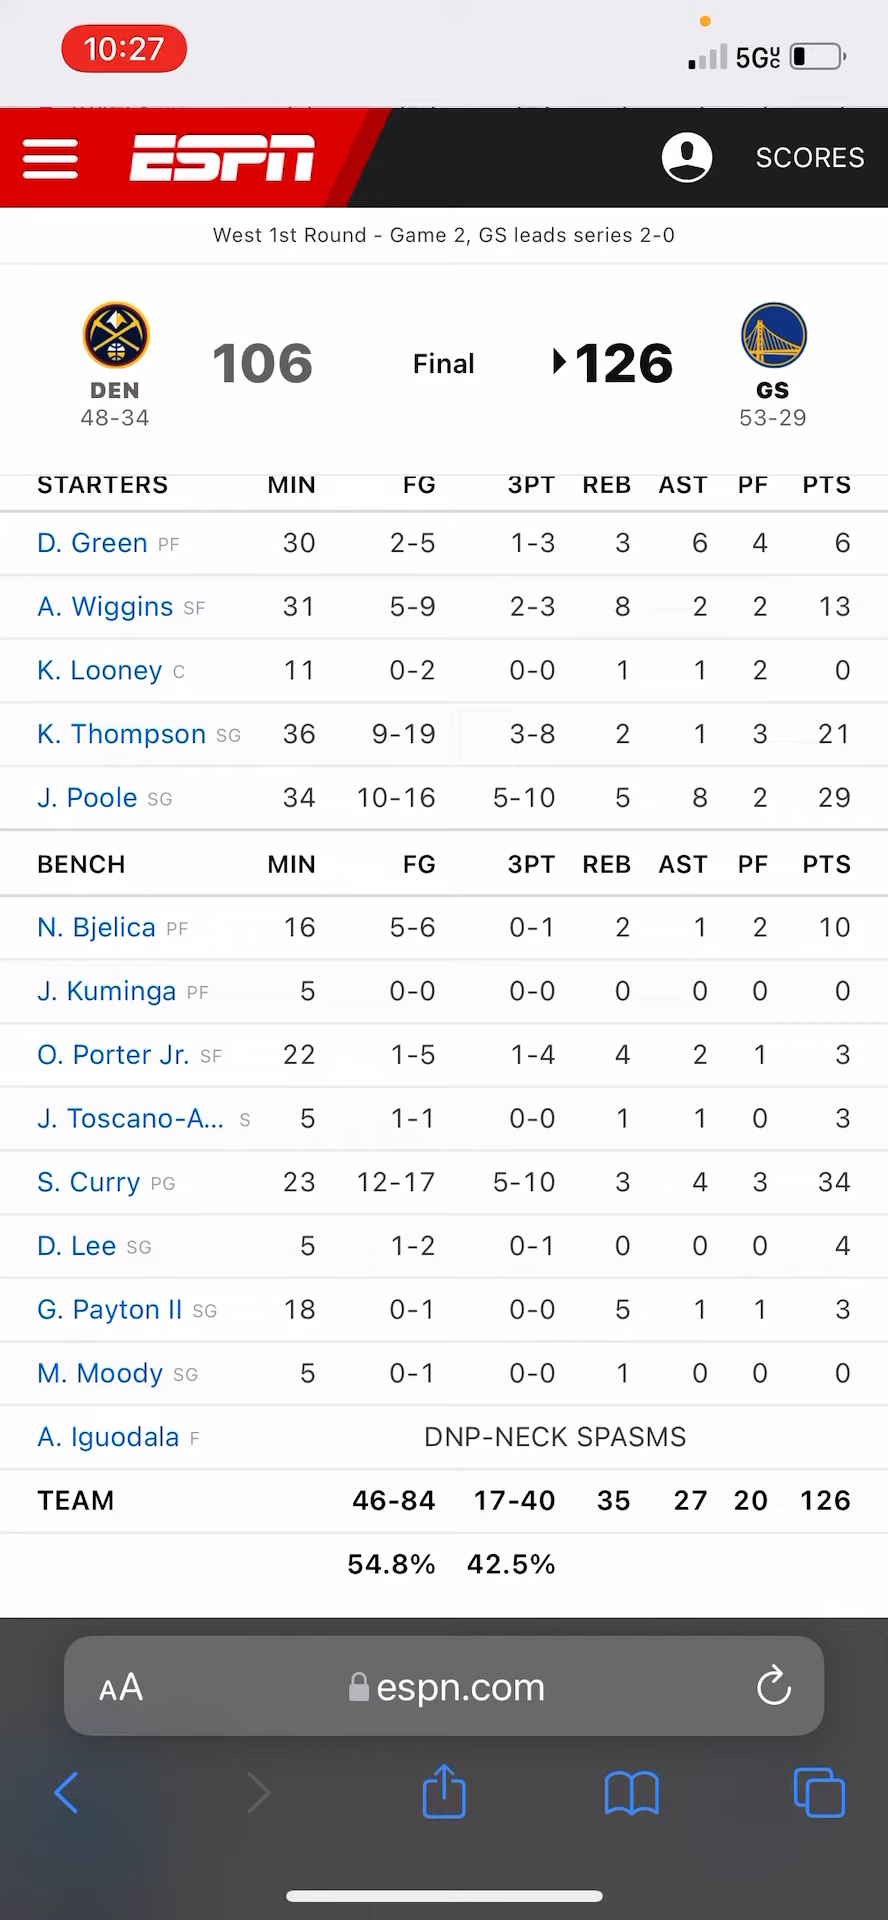 10:27
5GUC
ESPN
SCORES
West 1st Round - Game 2, GS leads series 2-0
DEN
48-34
106
Final
126
GS
53-29
STARTERS MIN FG 3PT REB AST PF PTS
D. Green PF 30 2-5 1-3 3 6 4 6
A. Wiggins SF 31 5-9 2-3 8 2 2 13
K. Looney C 11 0-2 0-0 1 1 2 0
K. Thompson SG 36 9-19 3-8 2 1 3 21
J. Poole SG 34 10-16 5-10 5 8 2 29
BENCH MIN FG 3PT REB AST PF PTS
N. Bjelica PF 16 5-6 0-1 2 1 2 10
J. Kuminga PF 5 0-0 0-0 0 0 0 0
O. Porter Jr. SF 22 1-5 1-4 4 2 1 3
J. Toscano-A... S 5 1-1 0-0 1 1 0 3
S. Curry PG 23 12-17 5-10 3 4 3 34
D. Lee SG 5 1-2 0-1 0 0 0 4
G. Payton II SG 18 0-1 0-0 5 1 1 3
M. Moody SG 5 0-1 0-0 1 0 0 0
A. Iguodala F DNP-NECK SPASMS
TEAM 46-84 17-40 35 27 20 126
54.8% 42.5%
AA espn.com